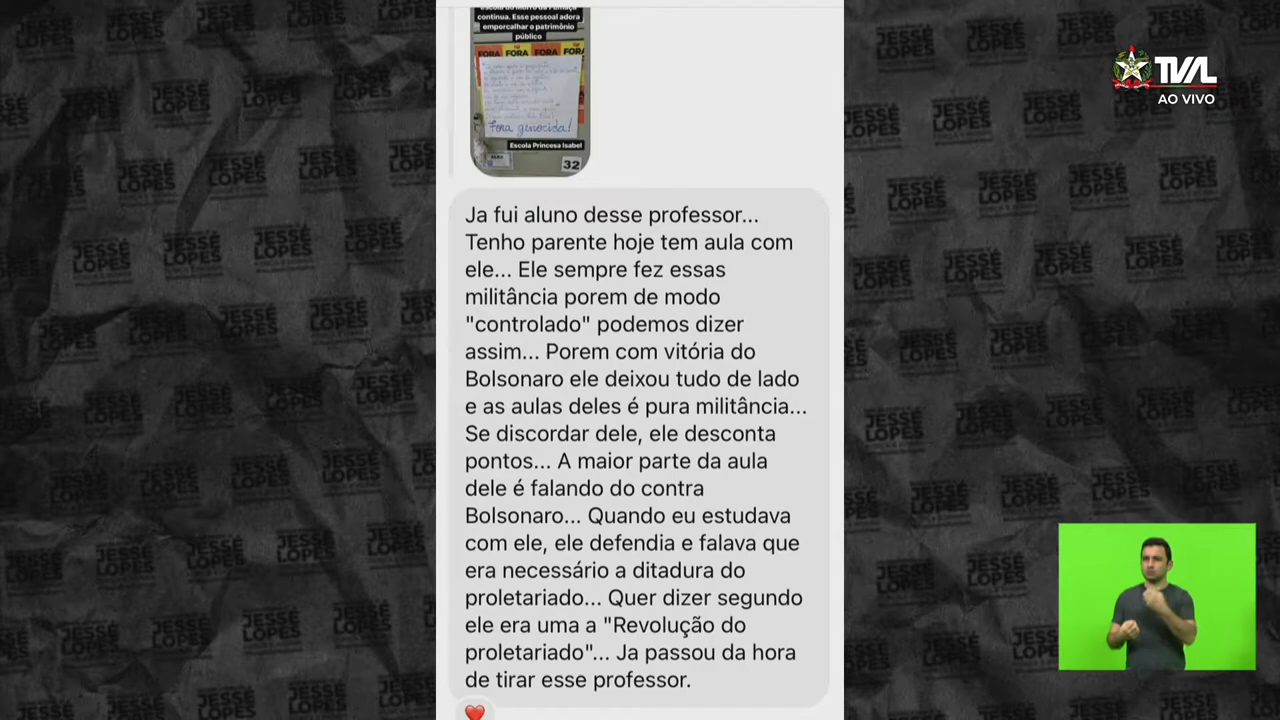 escola do Morro da Fumaça
continua. Esse pessoal adora
emporcalhar o patrimônio
público
FORA FORA FORA FORA
Fora genocida!
Escola Princesa Isabel
32
TVAL
AO VIVO
Ja fui aluno desse professor...
Tenho parente hoje tem aula com
ele... Ele sempre fez essas
militância porem de modo
"controlado" podemos dizer
assim... Porem com vitória do
Bolsonaro ele deixou tudo de lado
e as aulas deles é pura militância...
Se discordar dele, ele desconta
pontos... A maior parte da aula
dele é falando do contra
Bolsonaro... Quando eu estudava
com ele, ele defendia e falava que
era necessário a ditadura do
proletariado... Quer dizer segundo
ele era uma a "Revolução do
proletariado"... Ja passou da hora
de tirar esse professor.
JESSÉ
LOPES